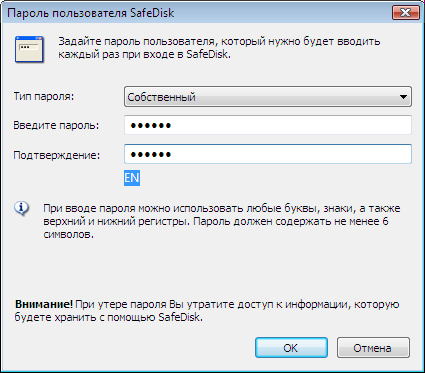 Пароль пользователя SafeDisk
Задайте пароль пользователя, который нужно будет вводить
каждый раз при входе в SafeDisk.
Тип пароля:
Собственный
Введите пароль:
••••••
Подтверждение:
••••••
EN
При вводе пароля можно использовать любые буквы, знаки, а также
верхний и нижний регистры. Пароль должен содержать не менее 6
символов.
Внимание! При утере пароля Вы утратите доступ к информации, которую
будете хранить с помощью SafeDisk.
OK
Отмена